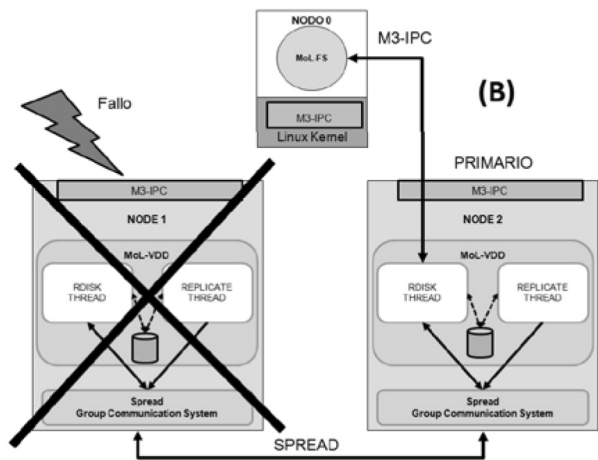 NODO 0
MoL-FS
M3-IPC
Linux Kernel
M3-IPC
(B)
Fallo
PRIMARIO
M3-IPC
NODE 1
MoL-VDD
RDISK
THREAD
REPLICATE
THREAD
Spread
Group Communication System
M3-IPC
NODE 2
MoL-VDD
RDISK
THREAD
REPLICATE
THREAD
Spread
Group Communication System
SPREAD